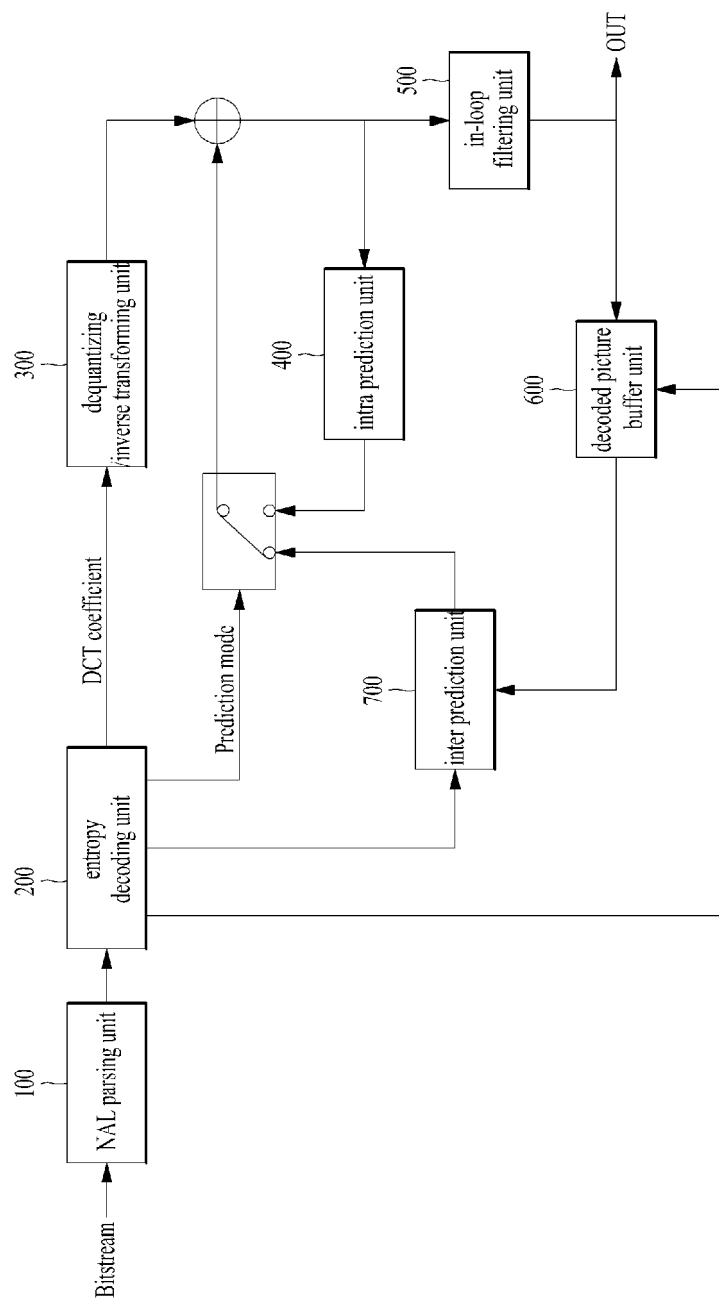 Bitstream
100
NAL parsing unit
200
entropy
decoding unit
DCT coefficient
300
dequantizing
/inverse transforming unit
Prediction mode
400
intra prediction unit
500
in-loop
filtering unit
OUT
600
decoded picture
buffer unit
700
inter prediction unit